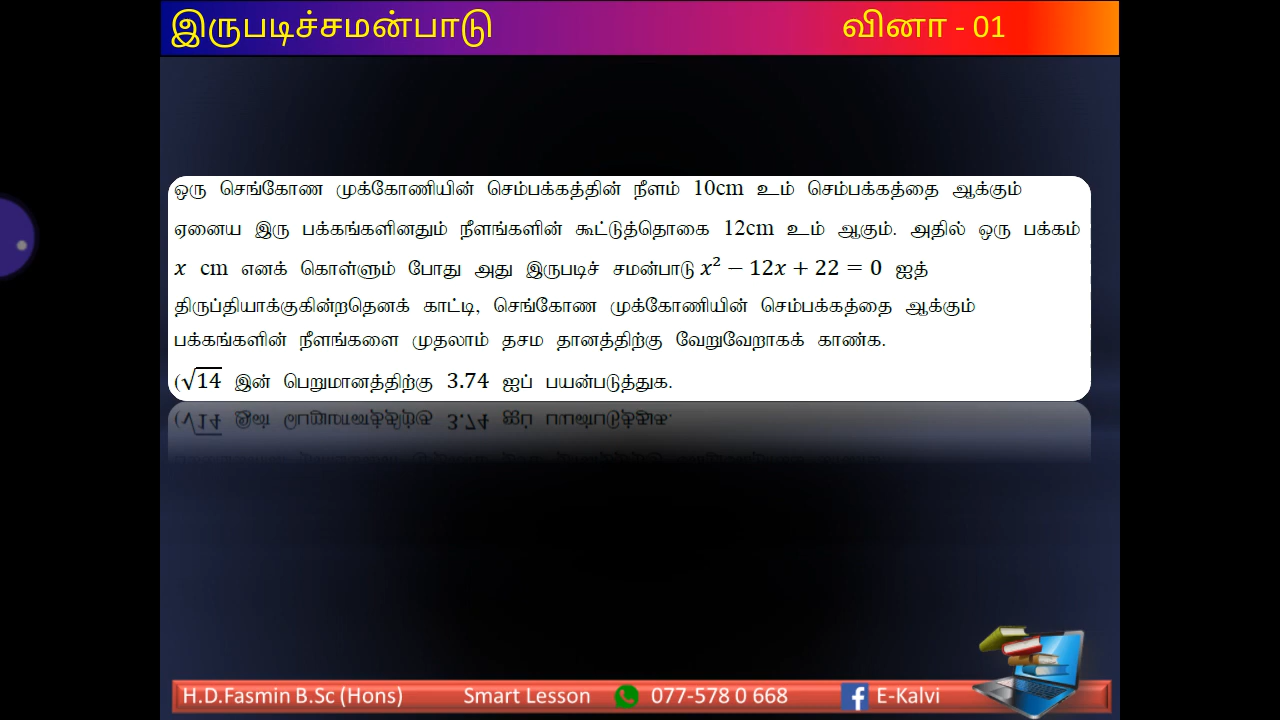 இருபடிச்சமன்பாடு வினா - 01
ஒரு செங்கோண முக்கோணியின் செம்பக்கத்தின் நீளம் 10cm உம் செம்பக்கத்தை ஆக்கும்
ஏனைய இரு பக்கங்களினதும் நீளங்களின் கூட்டுத்தொகை 12cm உம் ஆகும். அதில் ஒரு பக்கம்
x cm எனக் கொள்ளும் போது அது இருபடிச் சமன்பாடு x² − 12x + 22 = 0 ஐத்
திருப்தியாக்குகின்றதெனக் காட்டி, செங்கோண முக்கோணியின் செம்பக்கத்தை ஆக்கும்
பக்கங்களின் நீளங்களை முதலாம் தசம தானத்திற்கு வேறுவேறாகக் காண்க.
(√14 இன் பெறுமானத்திற்கு 3.74 ஐப் பயன்படுத்துக.
H.D.Fasmin B.Sc (Hons) Smart Lesson 077-578 0 668 E-Kalvi